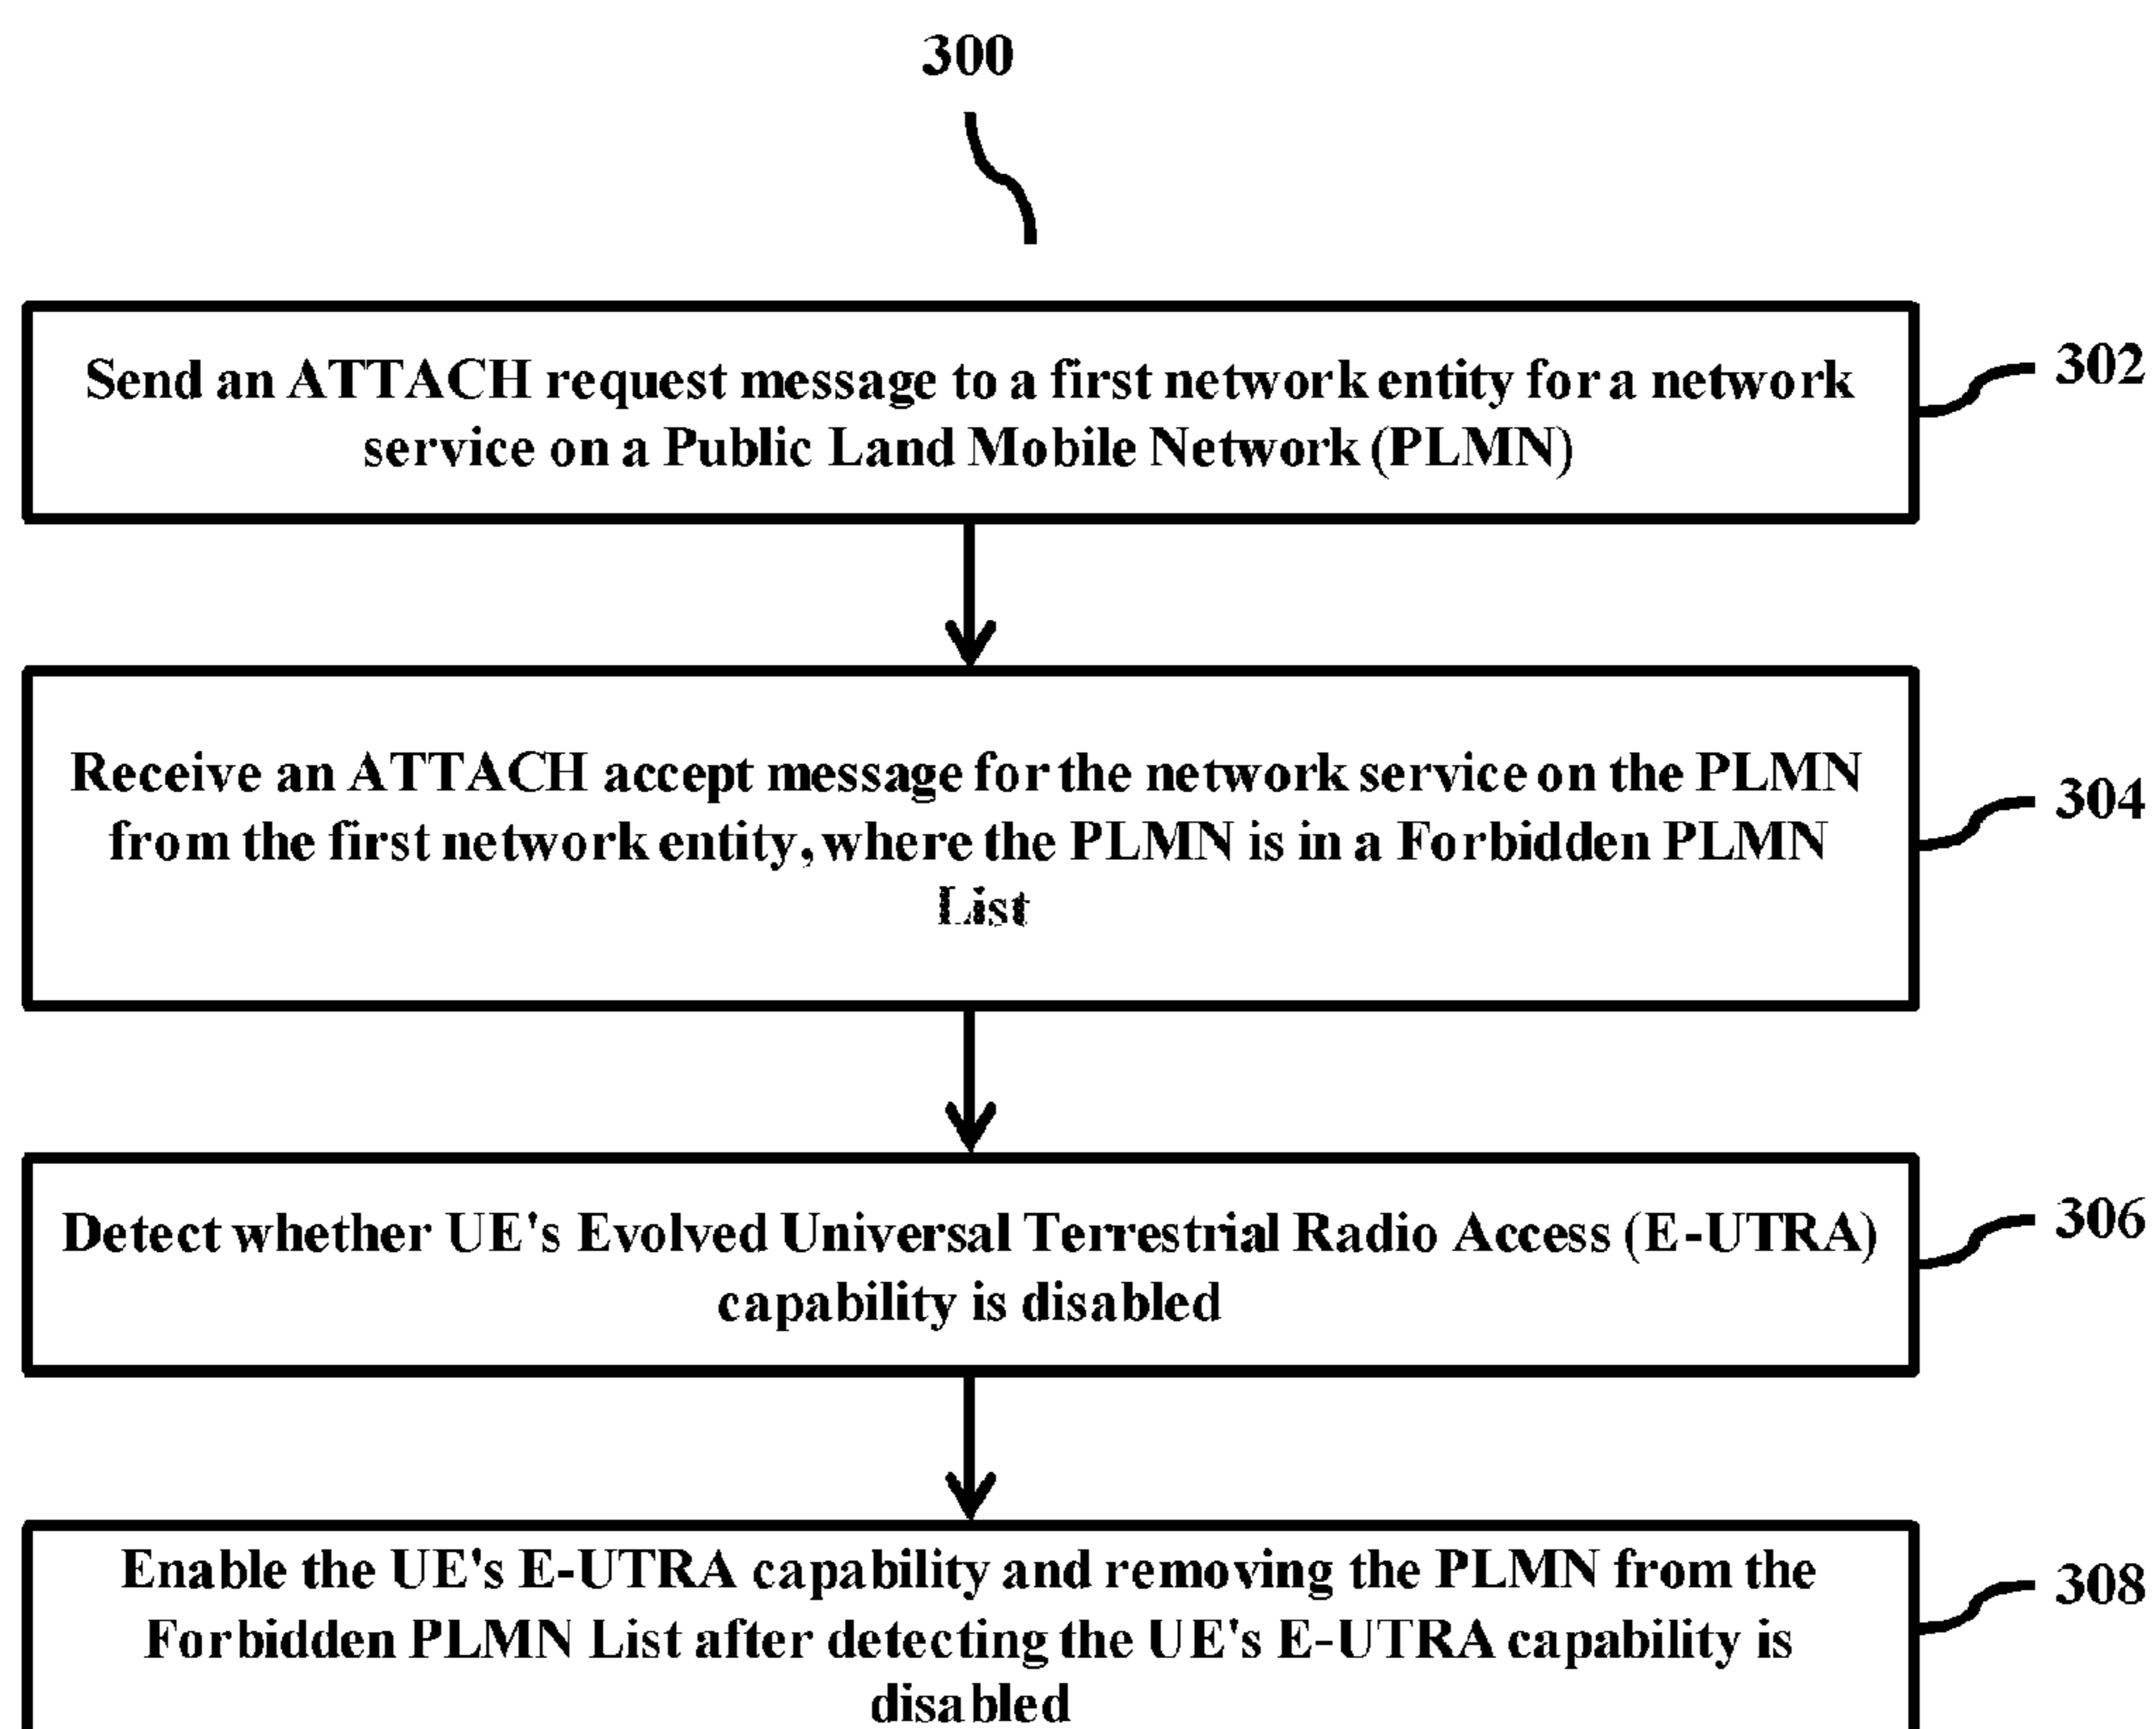 300
Send an ATTACH request message to a first network entity for a network
service on a Public Land Mobile Network (PLMN)
302
Receive an ATTACH accept message for the network service on the PLMN
from the first network entity, where the PLMN is in a Forbidden PLMN
List
304
Detect whether UE's Evolved Universal Terrestrial Radio Access (E-UTRA)
capability is disabled
306
Enable the UE's E-UTRA capability and removing the PLMN from the
Forbidden PLMN List after detecting the UE's E-UTRA capability is
disabled
308